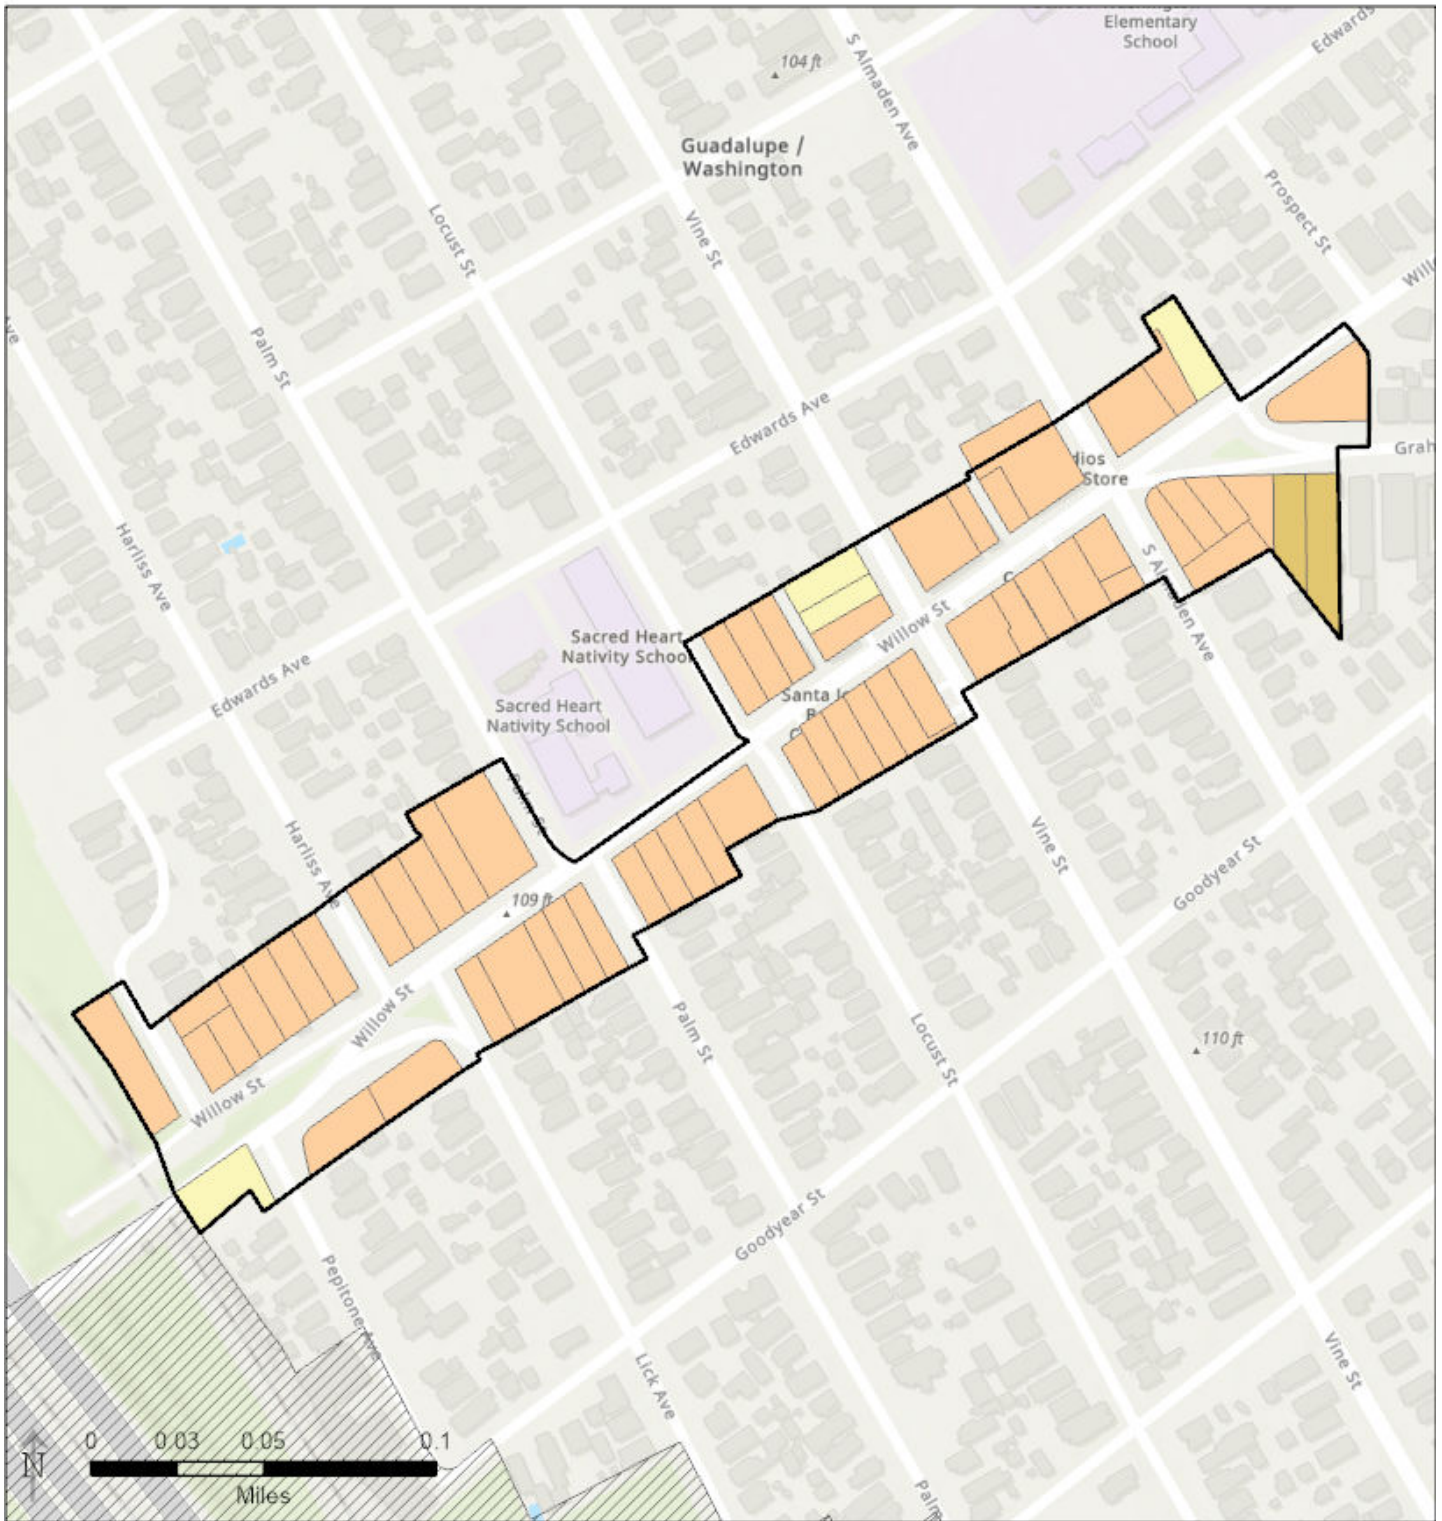 Elementary
School
Edwards
S Almaden Ave
104 ft
Guadalupe /
Washington
Prospect St
Locust St
Vine St
Palm St
Edwards Ave
Store
Harliss Ave
S Almaden Ave
Willow St
Sacred Heart
Nativity School
Edwards Ave
Sacred Heart
Nativity School
Santa
Vine St
Goodyear St
Harliss Ave
109 ft
Willow St
Palm St
Locust St
110 ft
Willow St
Goodyear St
Pepitone Ave
Lick Ave
Vine St
0 0.03 0.05 0.1
Miles
N
Palm